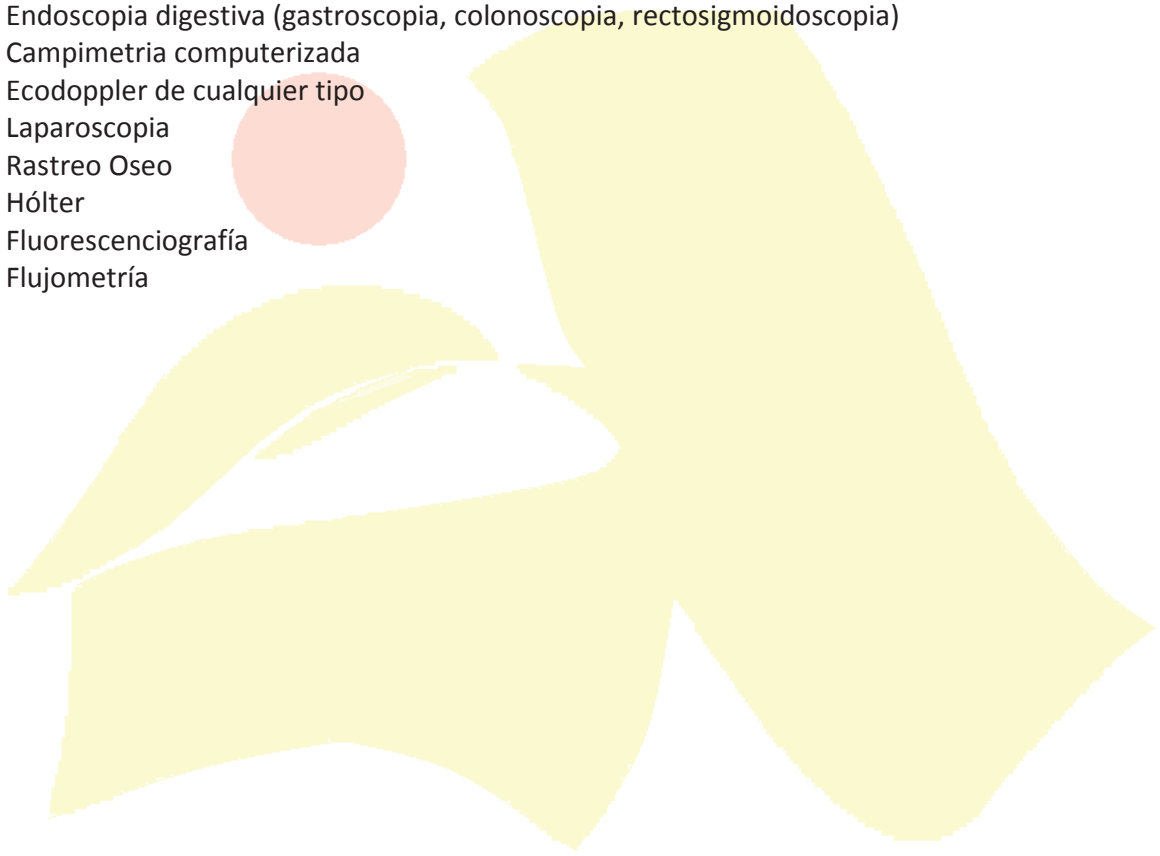 Endoscopia digestiva (gastroscopia, colonoscopia, rectosigmoidoscopia)
Campimetria computerizada
Ecodoppler de cualquier tipo
Laparoscopia
Rastreo Oseo
Hólter
Fluorescenciografía
Flujometría